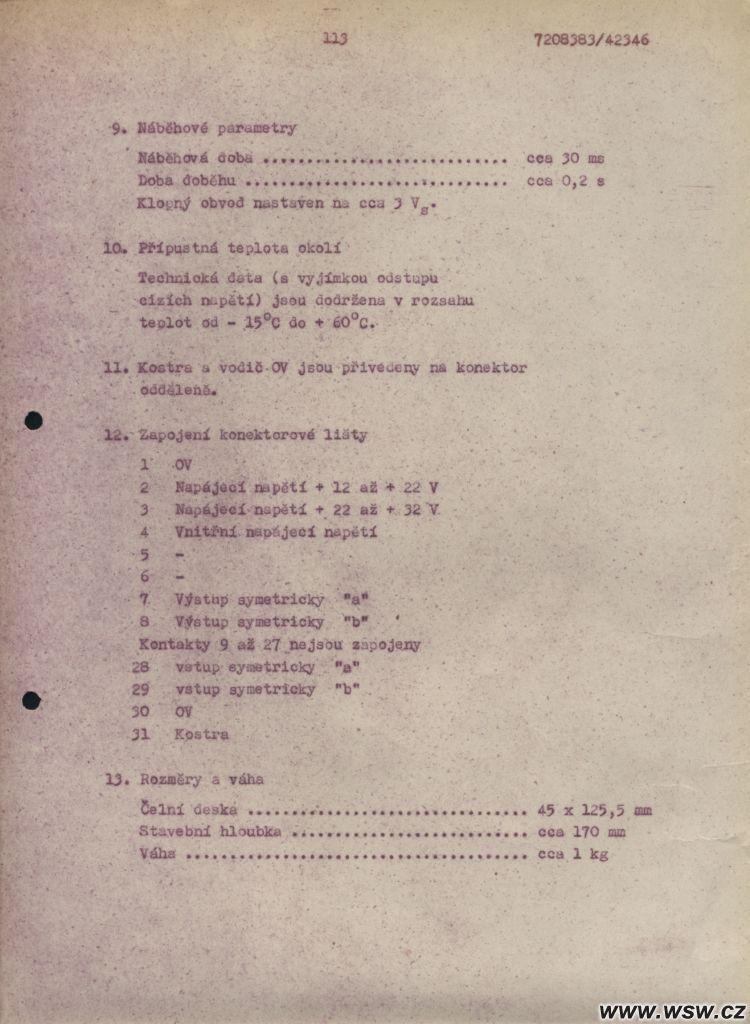 113 7208383/42346
9. Náběhové parametry
Náběhová doba ............................ cca 30 ms
Doba doběhu .............................. cca 0,2 s
Klopný obvod nastaven na cca 3 Vs.
10. Přípustná teplota okolí
Technická data (s vyjímkou odstupu
cizích napětí) jsou dodržena v rozsahu
teplot od - 15°C do + 60°C.
11. Kostra a vodič OV jsou přivedeny na konektor
odděleně.
12. Zapojení konektorové lišty
1 OV
2 Napájecí napětí + 12 až + 22 V
3 Napájecí napětí + 22 až + 32 V
4 Vnitřní napájecí napětí
5 -
6 -
7 Výstup symetricky "a"
8 Výstup symetricky "b"
Kontakty 9 až 27 nejsou zapojeny
28 vstup symetricky "a"
29 vstup symetricky "b"
30 OV
31 Kostra
13. Rozměry a váha
Čelní deska ................................ 45 x 125,5 mm
Stavební hloubka ........................... cca 170 mm
Váha ....................................... cca 1 kg
www.wsw.cz